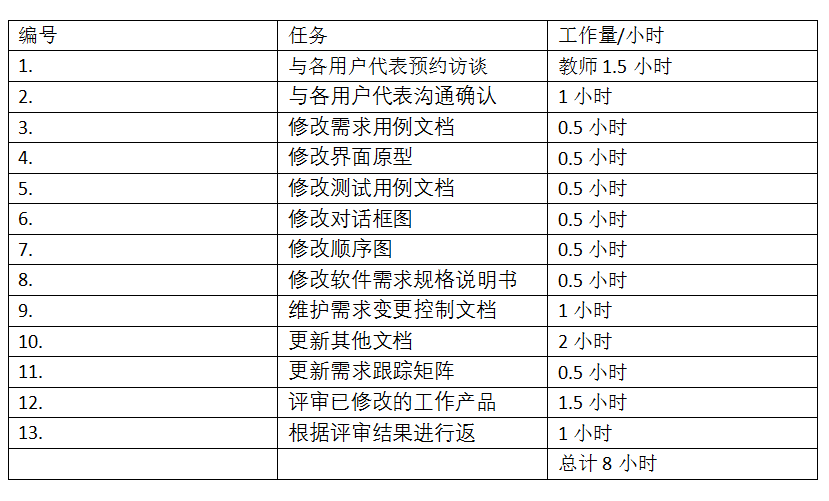 编号 任务 工作量/小时
1. 与各用户代表预约访谈 教师 1.5 小时
2. 与各用户代表沟通确认 1 小时
3. 修改需求用例文档 0.5 小时
4. 修改界面原型 0.5 小时
5. 修改测试用例文档 0.5 小时
6. 修改对话框图 0.5 小时
7. 修改顺序图 0.5 小时
8. 修改软件需求规格说明书 0.5 小时
9. 维护需求变更控制文档 1 小时
10. 更新其他文档 2 小时
11. 更新需求跟踪矩阵 0.5 小时
12. 评审已修改的工作产品 1.5 小时
13. 根据评审结果进行返 1 小时
总计 8 小时